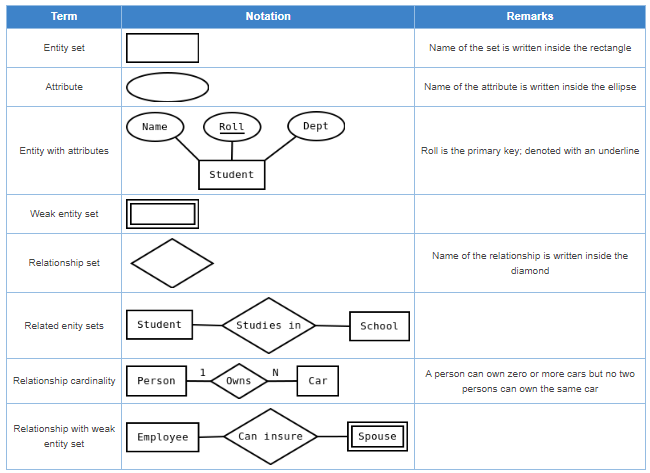 Term Notation Remarks
Entity set Name of the set is written inside the rectangle
Attribute Name of the attribute is written inside the ellipse
Name Roll Dept
Entity with attributes Roll is the primary key; denoted with an underline
Student
Weak entity set
Relationship set Name of the relationship is written inside the
diamond
Related enity sets Student Studies in School
Relationship cardinality Person 1 Owns N Car A person can own zero or more cars but no two
persons can own the same car
Relationship with weak
entity set Employee Can insure Spouse